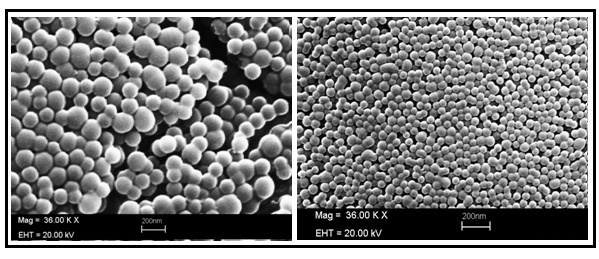 Mag = 36.00 K X
200nm
EHT = 20.00 kV
Mag = 36.00 K X
200nm
EHT = 20.00 kV